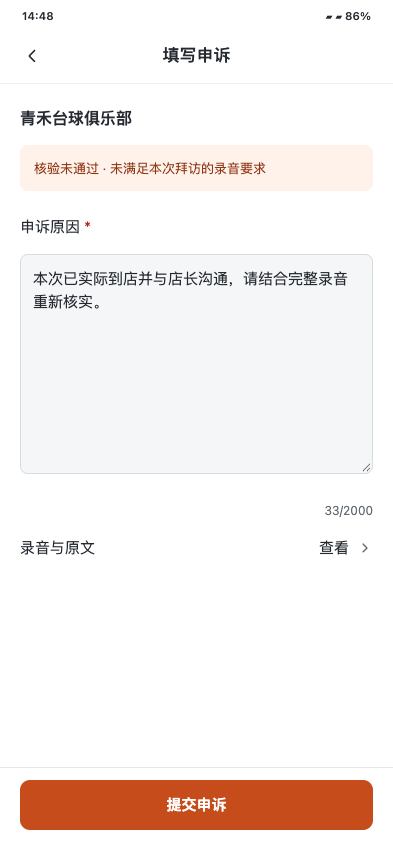 14:48
86%
填写申诉
青禾台球俱乐部
核验未通过 · 未满足本次拜访的录音要求
申诉原因 *
本次已实际到店并与店长沟通，请结合完整录音
重新核实。
33/2000
录音与原文 查看
提交申诉